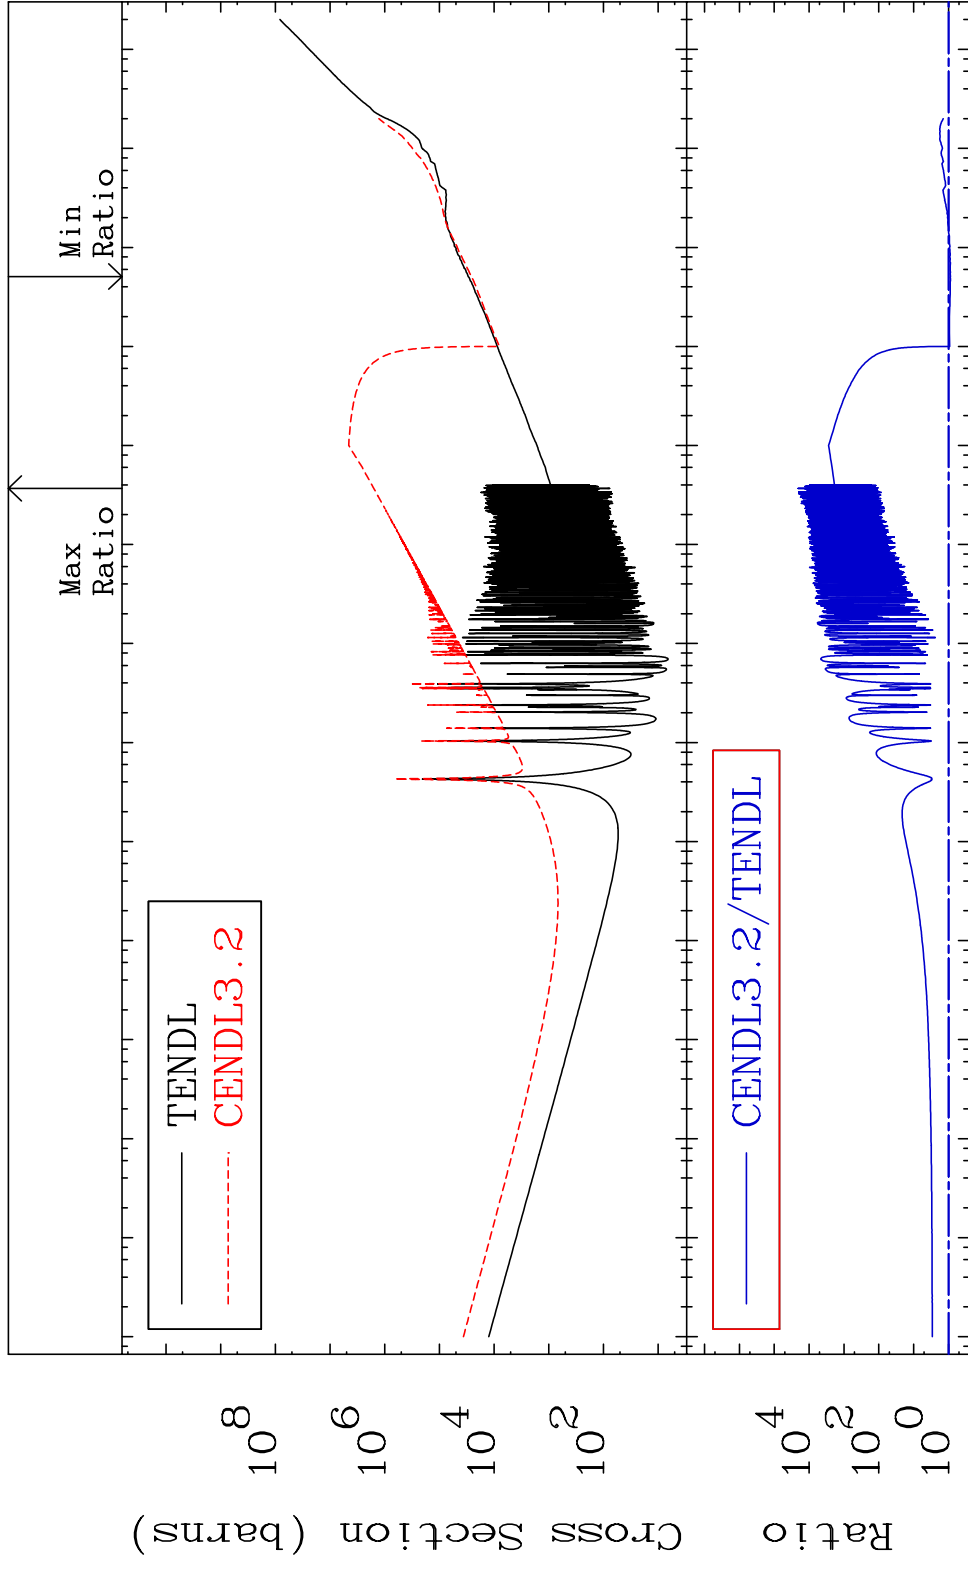 Max
Ratio
Min
Ratio
TENDL
CENDL3.2
10 8
10 6
10 4
10 2
Cross Section (barns)
CENDL3.2/TENDL
10 4
10 2
10 0
Ratio